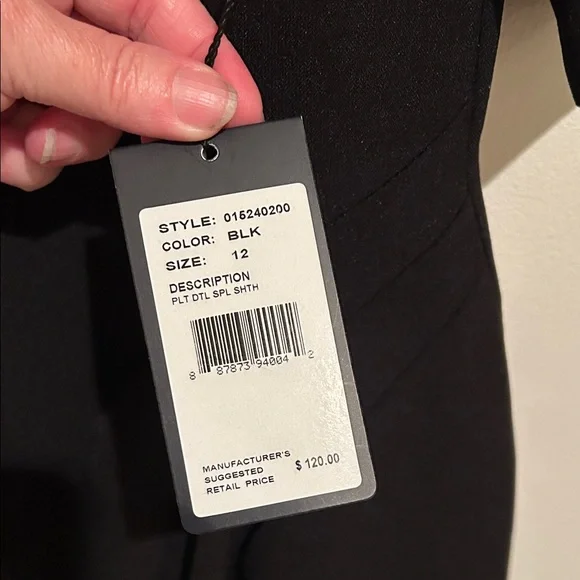 STYLE: 015240200
COLOR: BLK
SIZE: 12
DESCRIPTION
PLT DTL SPL SHTH
8 87873 94004 2
MANUFACTURER'S
SUGGESTED
RETAIL PRICE
$ 120.00